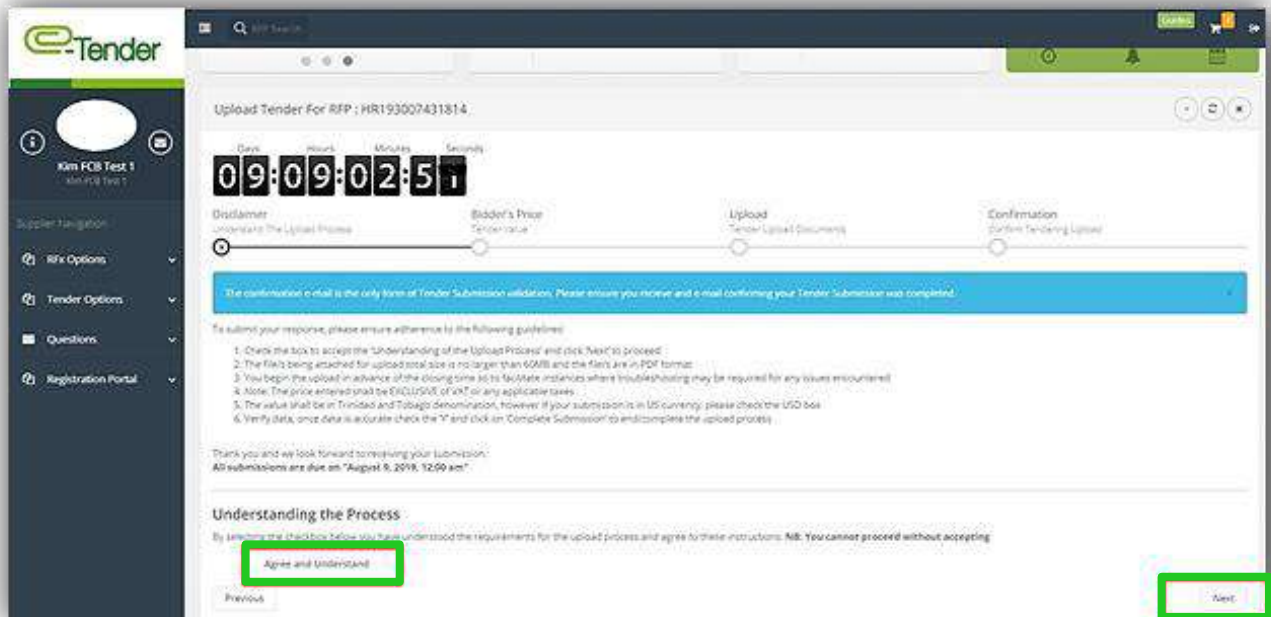 e-Tender
RFP Search
Guides
Upload Tender For RFP : HR193007431814
Kim FCB Test 1
Kim FCB Test 1
Days Hours Minutes Seconds
09:09:02:51
Disclaimer
Understand The Upload Process
Bidder's Price
Tender Value
Upload
Tender Upload Documents
Confirmation
Confirm Tendering Upload
Supplier Navigation
RFx Options
Tender Options
Questions
Registration Portal
The confirmation e-mail is the only form of Tender Submission validation. Please ensure you recieve and e-mail confirming your Tender Submission was completed.
To submit your response, please ensure adherence to the following guidelines:
1. Check the box to accept the 'Understanding of the Upload Process' and click 'Next' to proceed
2. The file/s being attached for upload total size is no larger than 60MB and the file/s are in PDF format
3. You begin the upload in advance of the closing time so to facilitate instances where troubleshooting may be required for any issues encountered
4. Note: The price entered shall be EXCLUSIVE of VAT or any applicable taxes
5. The value shall be in Trinidad and Tobago denomination, however if your submission is in US currency, please check the USD box
6. Verify data, once data is accurate check the 'Y' and click on 'Complete Submission' to end/complete the upload process
Thank you and we look forward to receiving your submission.
All submissions are due on "August 9, 2019, 12:00 am"
Understanding the Process
By selecting the checkbox below you have understood the requirements for the upload process and agree to these instructions. NB: You cannot proceed without accepting
Agree and Understand
Previous
Next